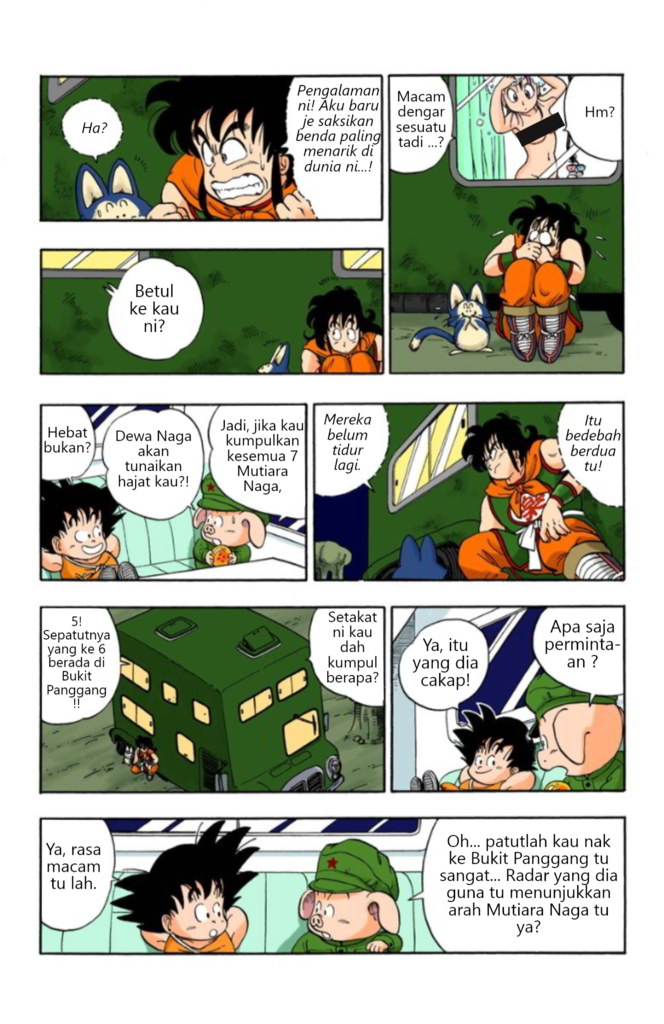 Hm?
Macam
dengar
sesuatu
tadi ...?
Pengalaman
ni! Aku baru
je saksikan
benda paling
menarik di
dunia ni...!
Ha?
Betul
ke kau
ni?
Itu
bedebah
berdua
tu!
Mereka
belum
tidur
lagi.
Jadi, jika kau
kumpulkan
kesemua 7
Mutiara
Naga,
Dewa Naga
akan
tunaikan
hajat kau?!
Hebat
bukan?
Apa saja
perminta-
an ?
Ya, itu
yang dia
cakap!
Setakat
ni kau
dah
kumpul
berapa?
5!
Sepatutnya
yang ke 6
berada di
Bukit
Panggang
!!
Oh... patutlah kau nak
ke Bukit Panggang tu
sangat... Radar yang dia
guna tu menunjukkan
arah Mutiara Naga tu
ya?
Ya, rasa
macam
tu lah.